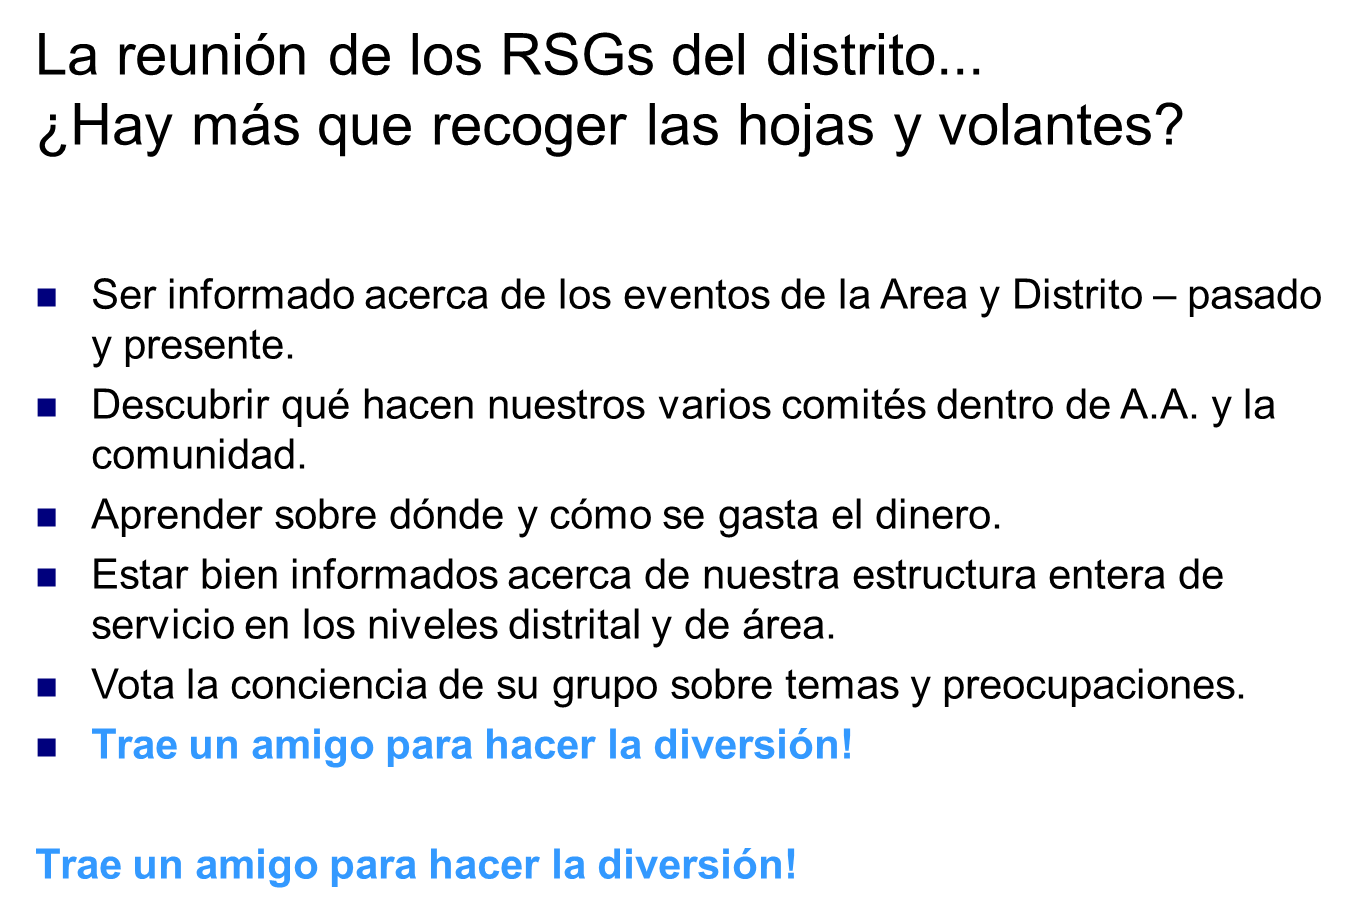 La reunión de los RSGs del distrito...
¿Hay más que recoger las hojas y volantes?
Ser informado acerca de los eventos de la Area y Distrito – pasado
y presente.
Descubrir qué hacen nuestros varios comités dentro de A.A. y la
comunidad.
Aprender sobre dónde y cómo se gasta el dinero.
Estar bien informados acerca de nuestra estructura entera de
servicio en los niveles distrital y de área.
Vota la conciencia de su grupo sobre temas y preocupaciones.
Trae un amigo para hacer la diversión!
Trae un amigo para hacer la diversión!